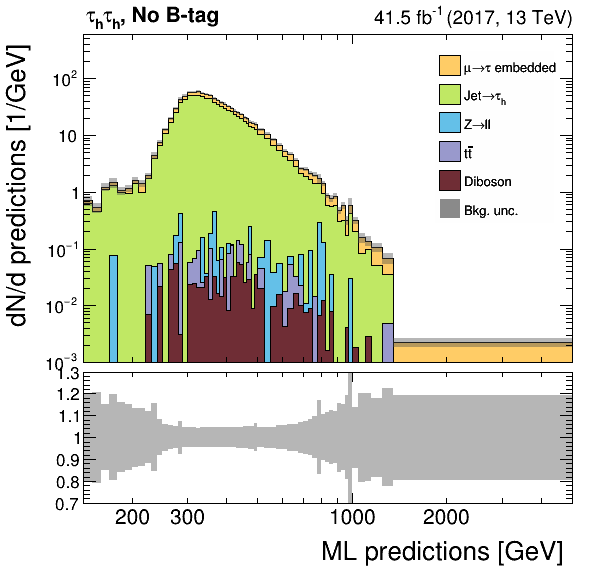 τhτh, No B-tag
41.5 fb⁻¹ (2017, 13 TeV)
dN/d predictions [1/GeV]
10²
10
1
10⁻¹
10⁻²
10⁻³
μ→τ embedded
Jet→τh
Z→ll
tt̄
Diboson
Bkg. unc.
1.3
1.2
1.1
1
0.9
0.8
0.7
200 300 1000 2000
ML predictions [GeV]